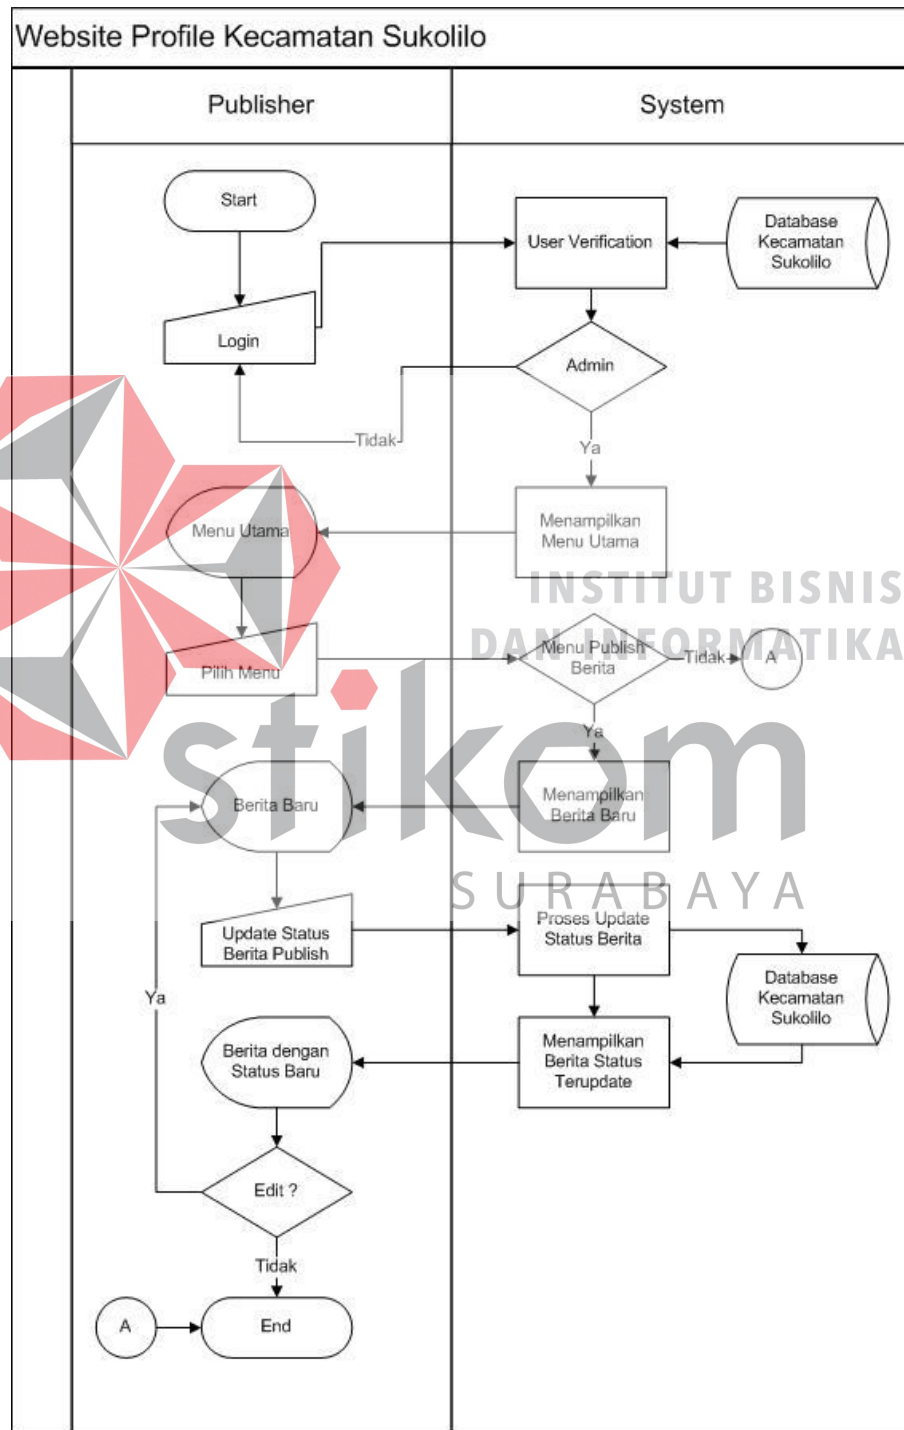 Website Profile Kecamatan Sukolilo
Publisher
System
Start
User Verification
Database
Kecamatan
Sukolilo
Login
Admin
Tidak
Ya
Menu Utama
Menampilkan
Menu Utama
INSTITUT BISNIS
DAN INFORMATIKA
Pilih Menu
Menu Publish
Berita
Tidak
A
stikom
SURABAYA
Ya
Berita Baru
Menampilkan
Berita Baru
Update Status
Berita Publish
Proses Update
Status Berita
Database
Kecamatan
Sukolilo
Ya
Berita dengan
Status Baru
Menampilkan
Berita Status
Terupdate
Edit ?
Tidak
A
End